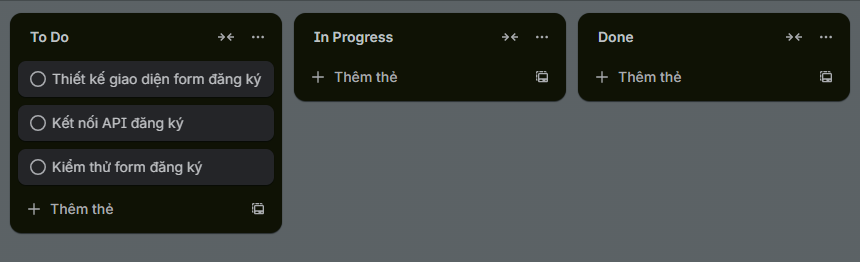 To Do
Thiết kế giao diện form đăng ký
Kết nối API đăng ký
Kiểm thử form đăng ký
Thêm thẻ
In Progress
Thêm thẻ
Done
Thêm thẻ